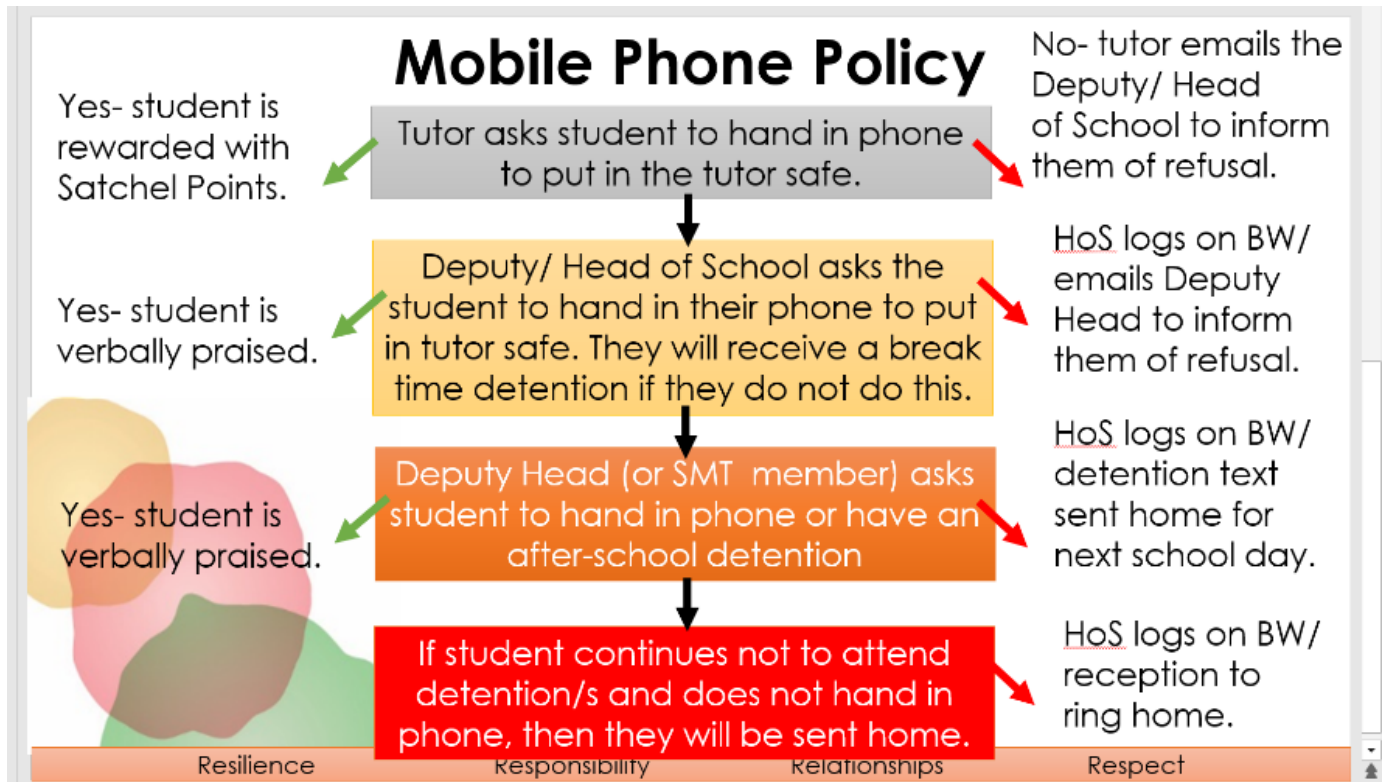 Mobile Phone Policy
Yes- student is
rewarded with
Satchel Points.
Tutor asks student to hand in phone
to put in the tutor safe.
No- tutor emails the
Deputy/ Head
of School to inform
them of refusal.
Yes- student is
verbally praised.
Deputy/ Head of School asks the
student to hand in their phone to put
in tutor safe. They will receive a break
time detention if they do not do this.
HoS logs on BW/
emails Deputy
Head to inform
them of refusal.
Yes- student is
verbally praised.
Deputy Head (or SMT member) asks
student to hand in phone or have an
after-school detention
HoS logs on BW/
detention text
sent home for
next school day.
If student continues not to attend
detention/s and does not hand in
phone, then they will be sent home.
HoS logs on BW/
reception to
ring home.
Resilience Responsibility Relationships Respect